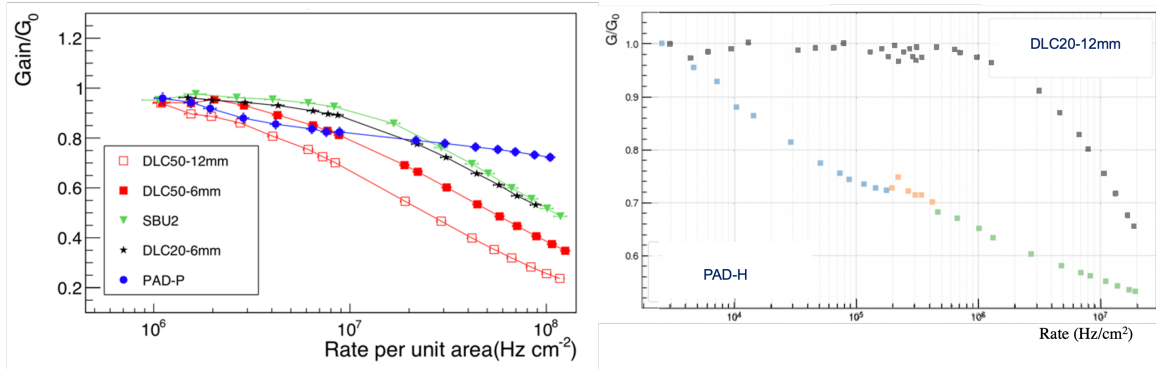 Gain/G0
1.2
1
0.8
0.6
0.4
0.2
DLC50-12mm
DLC50-6mm
SBU2
DLC20-6mm
PAD-P
10^6
10^7
10^8
Rate per unit area(Hz cm^-2)
G/G0
1.0
0.9
0.8
0.7
0.6
DLC20-12mm
PAD-H
10^4
10^5
10^6
10^7
Rate (Hz/cm^2)